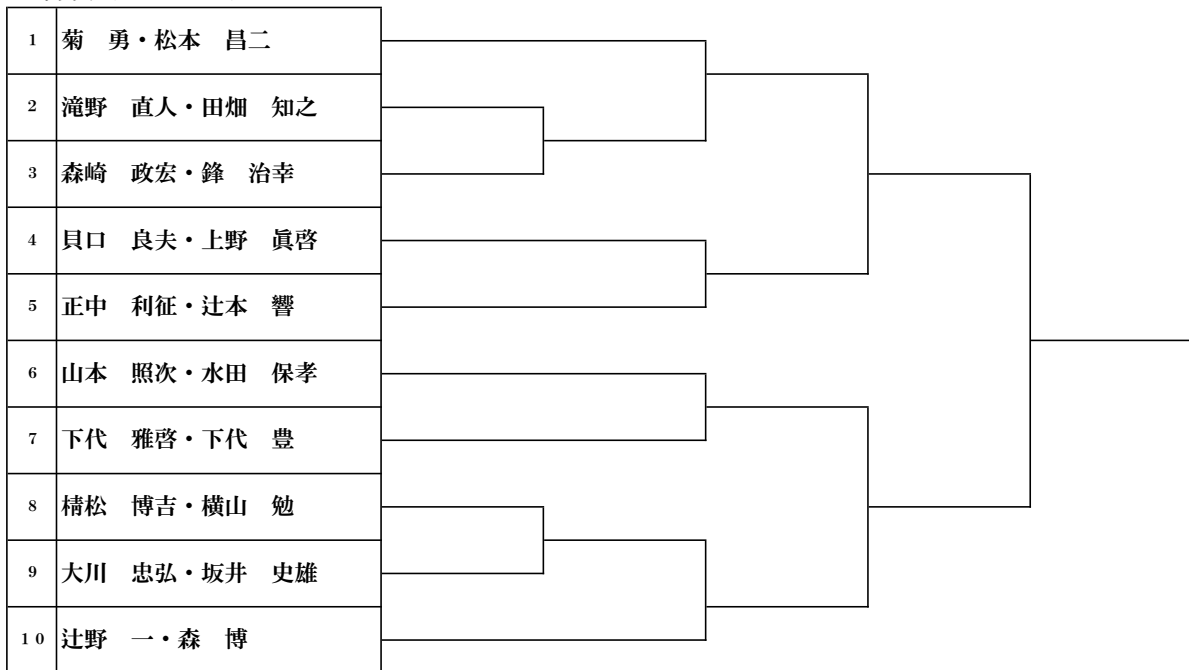 1 菊　勇・松本　昌二
2 滝野　直人・田畑　知之
3 森崎　政宏・鋒　治幸
4 貝口　良夫・上野　眞啓
5 正中　利征・辻本　響
6 山本　照次・水田　保孝
7 下代　雅啓・下代　豊
8 棈松　博吉・横山　勉
9 大川　忠弘・坂井　史雄
10 辻野　一・森　博